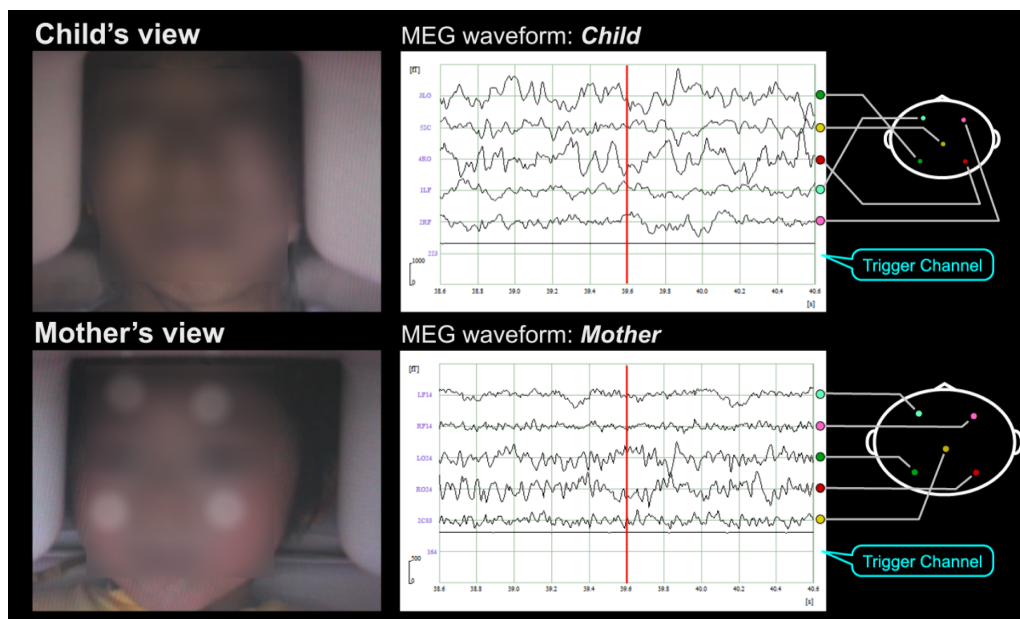 Child's view
MEG waveform: Child
[fT]
5IC
4RO
1LF
2RF
223
1000
0
38.6 38.8 39.0 39.2 39.4 39.6 39.8 40.0 40.2 40.4 40.6
[s]
Trigger Channel
Mother's view
MEG waveform: Mother
[fT]
LF14
RF14
LO24
RO24
164
500
0
38.6 38.8 39.0 39.2 39.4 39.6 39.8 40.0 40.2 40.4 40.6
[s]
Trigger Channel